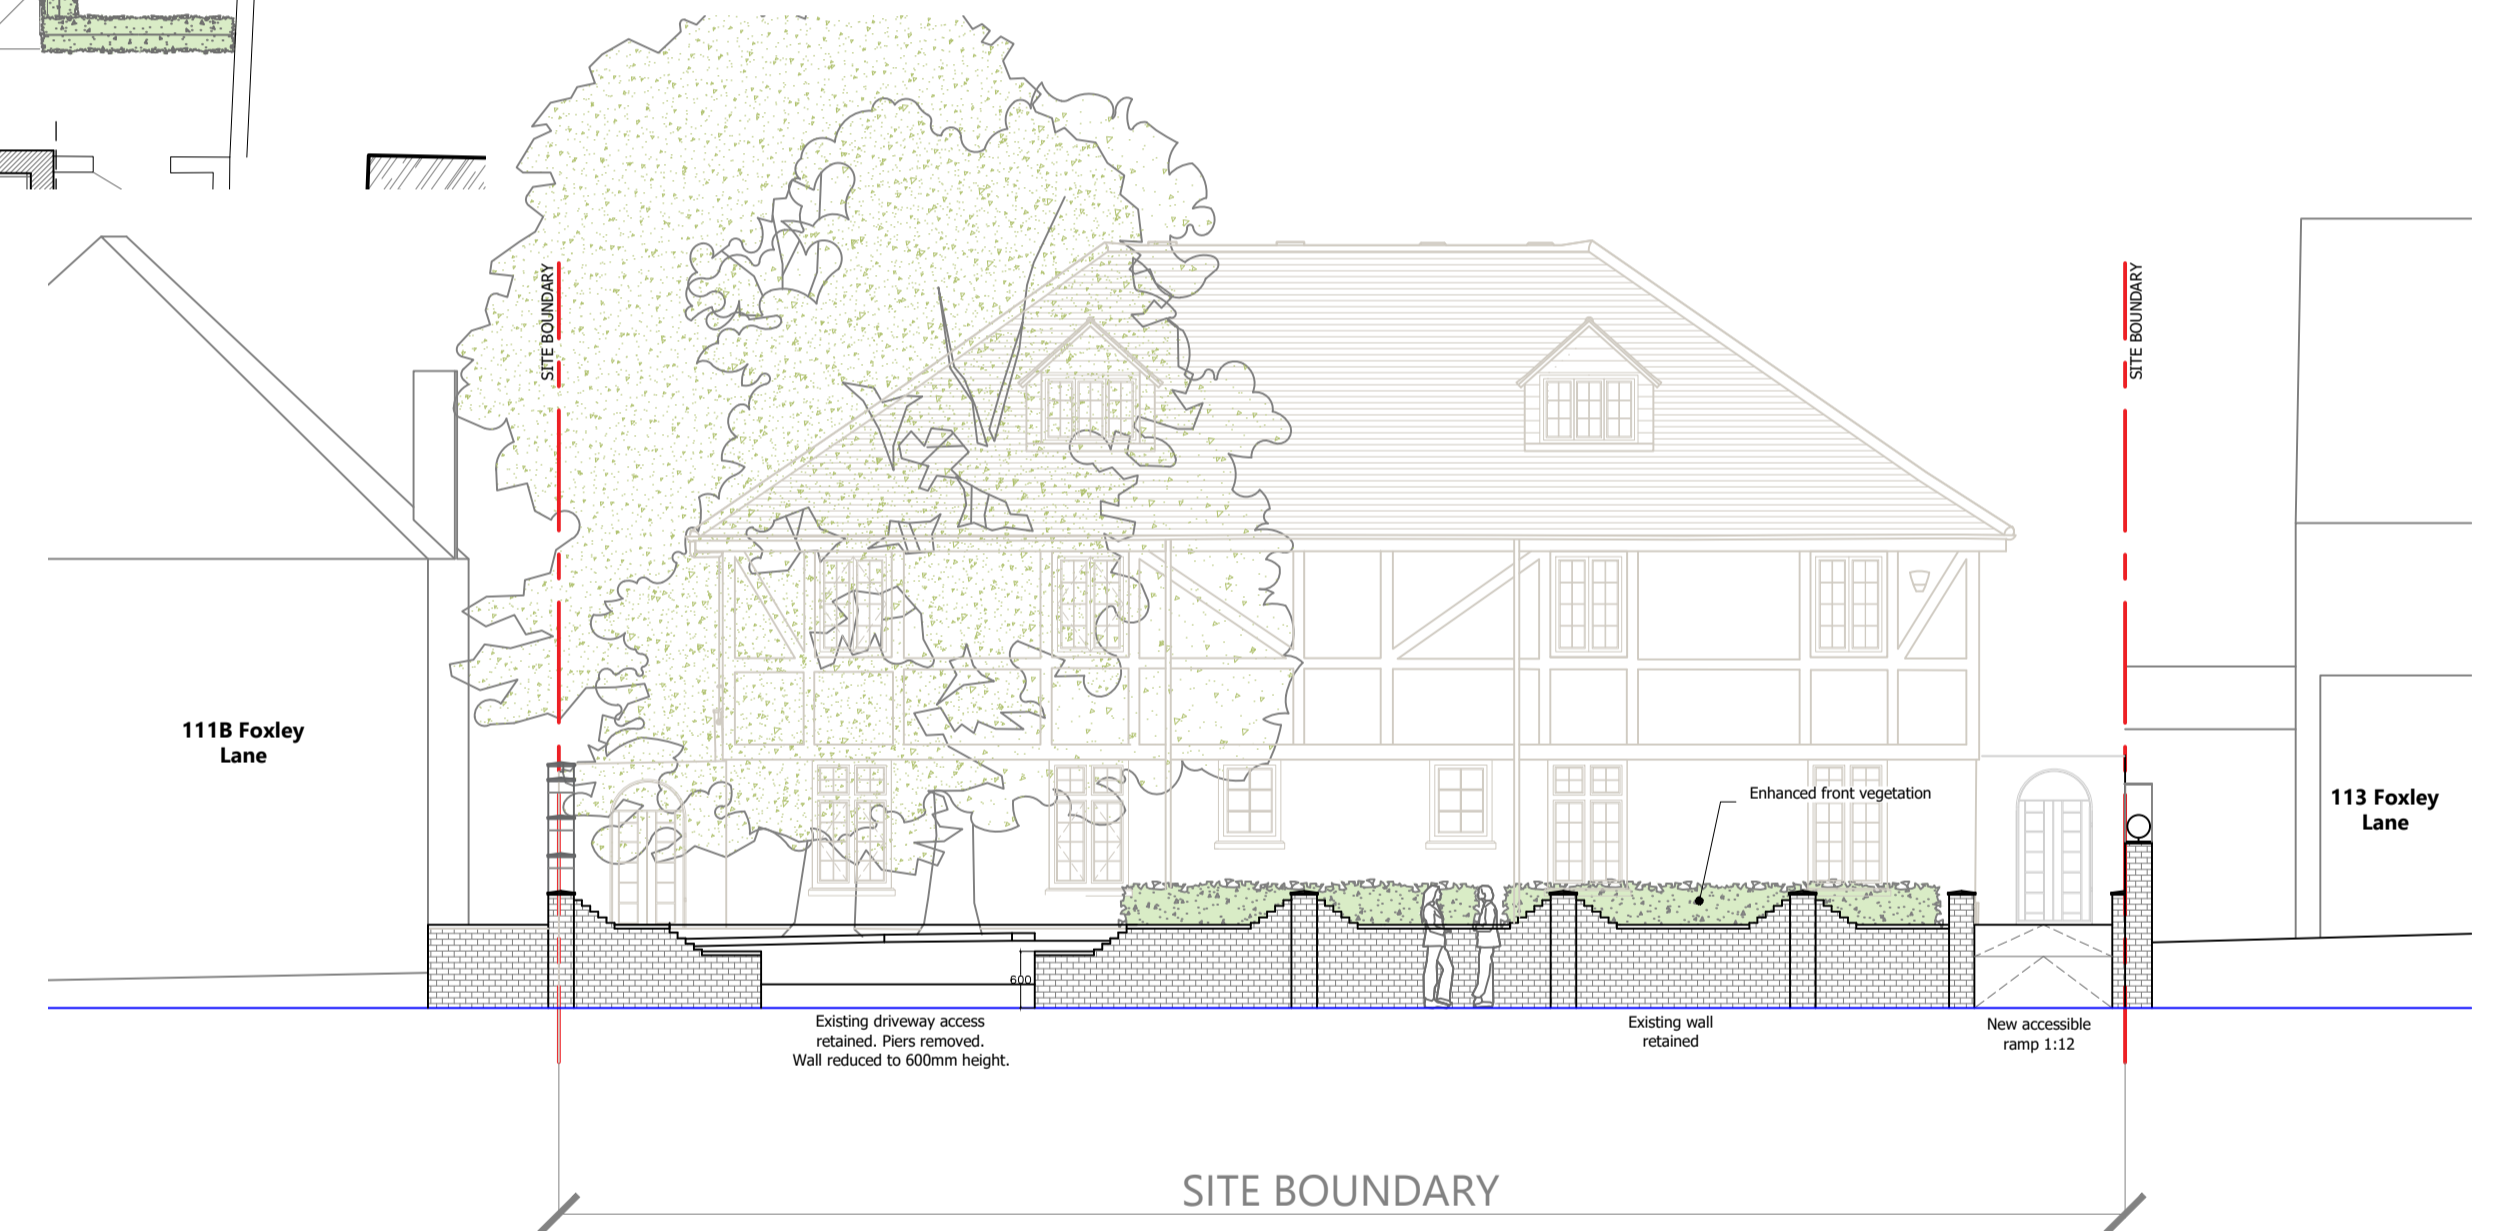 SITE BOUNDARY
SITE BOUNDARY
111B Foxley
Lane
Enhanced front vegetation
113 Foxley
Lane
600
Existing driveway access
retained. Piers removed.
Wall reduced to 600mm height.
Existing wall
retained
New accessible
ramp 1:12
SITE BOUNDARY